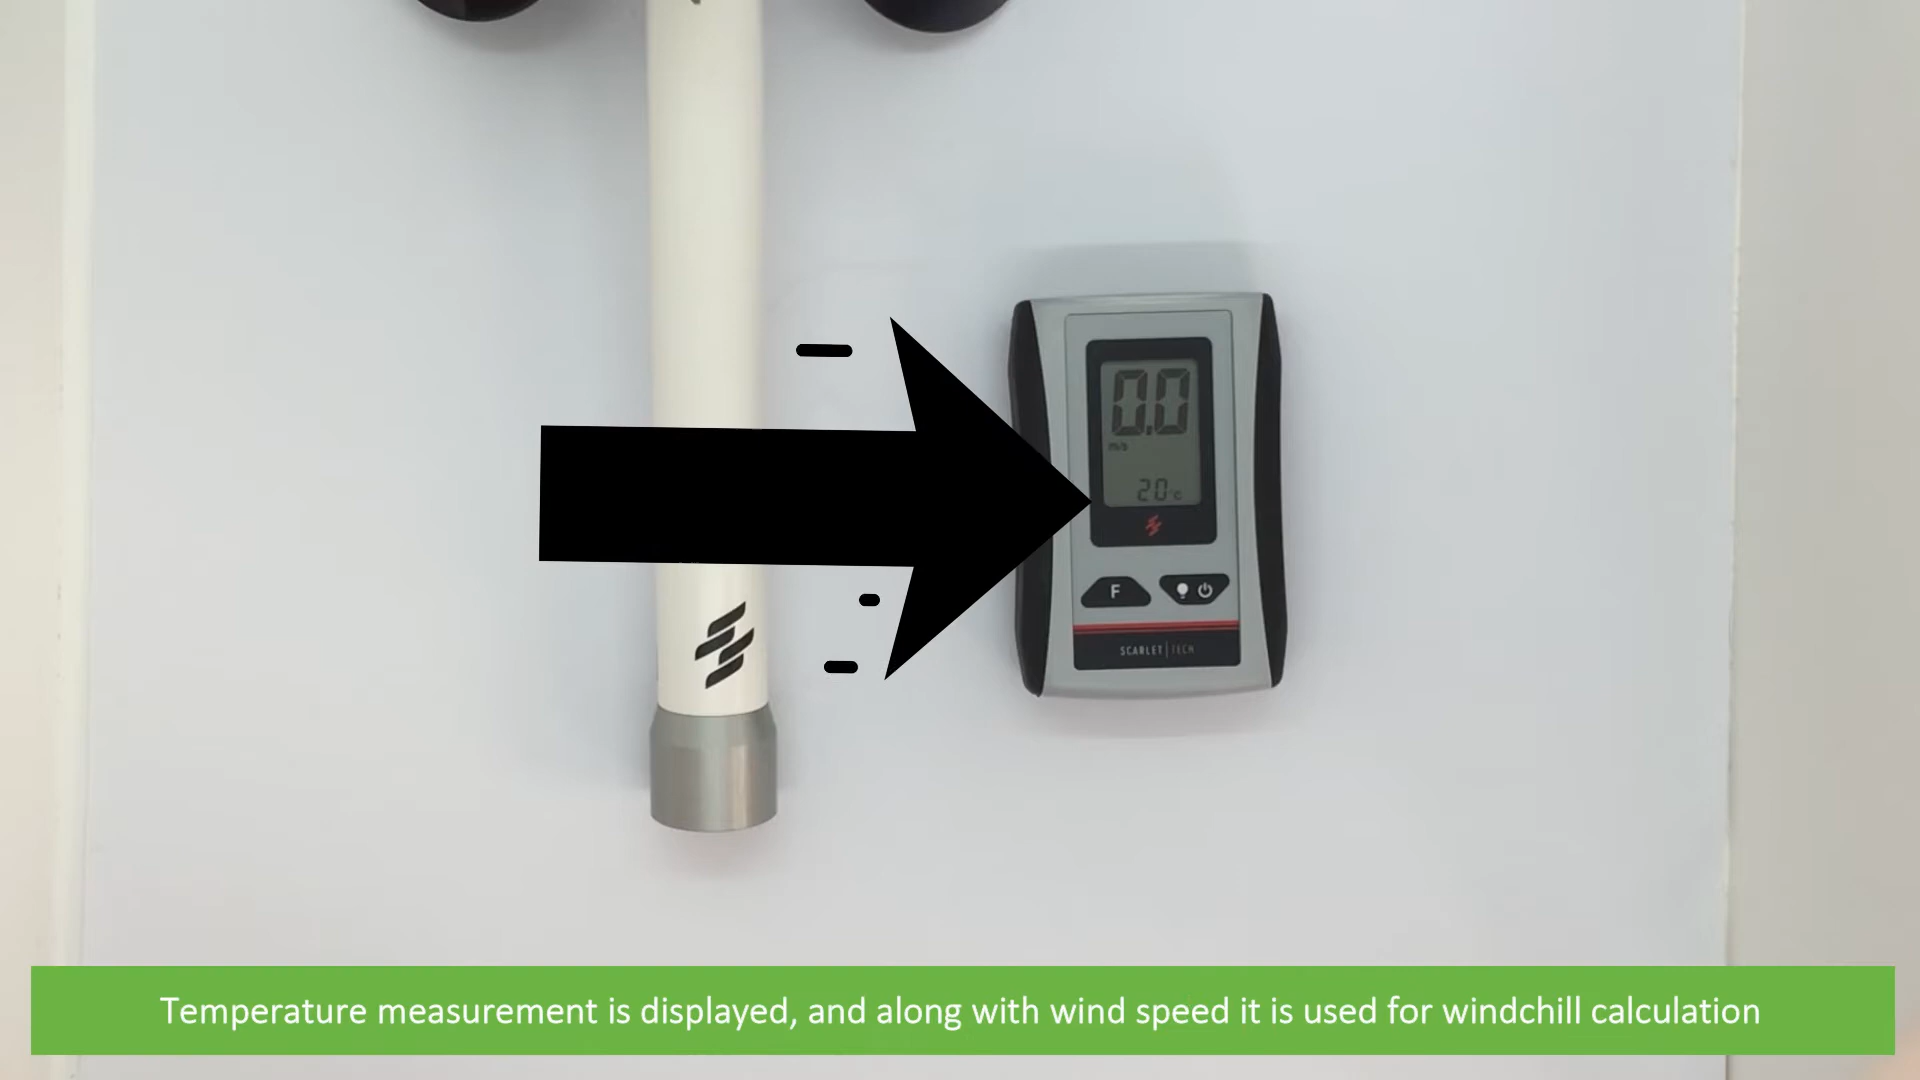 0.0
m/s
20°C
F
SCARLET TECH
Temperature measurement is displayed, and along with wind speed it is used for windchill calculation